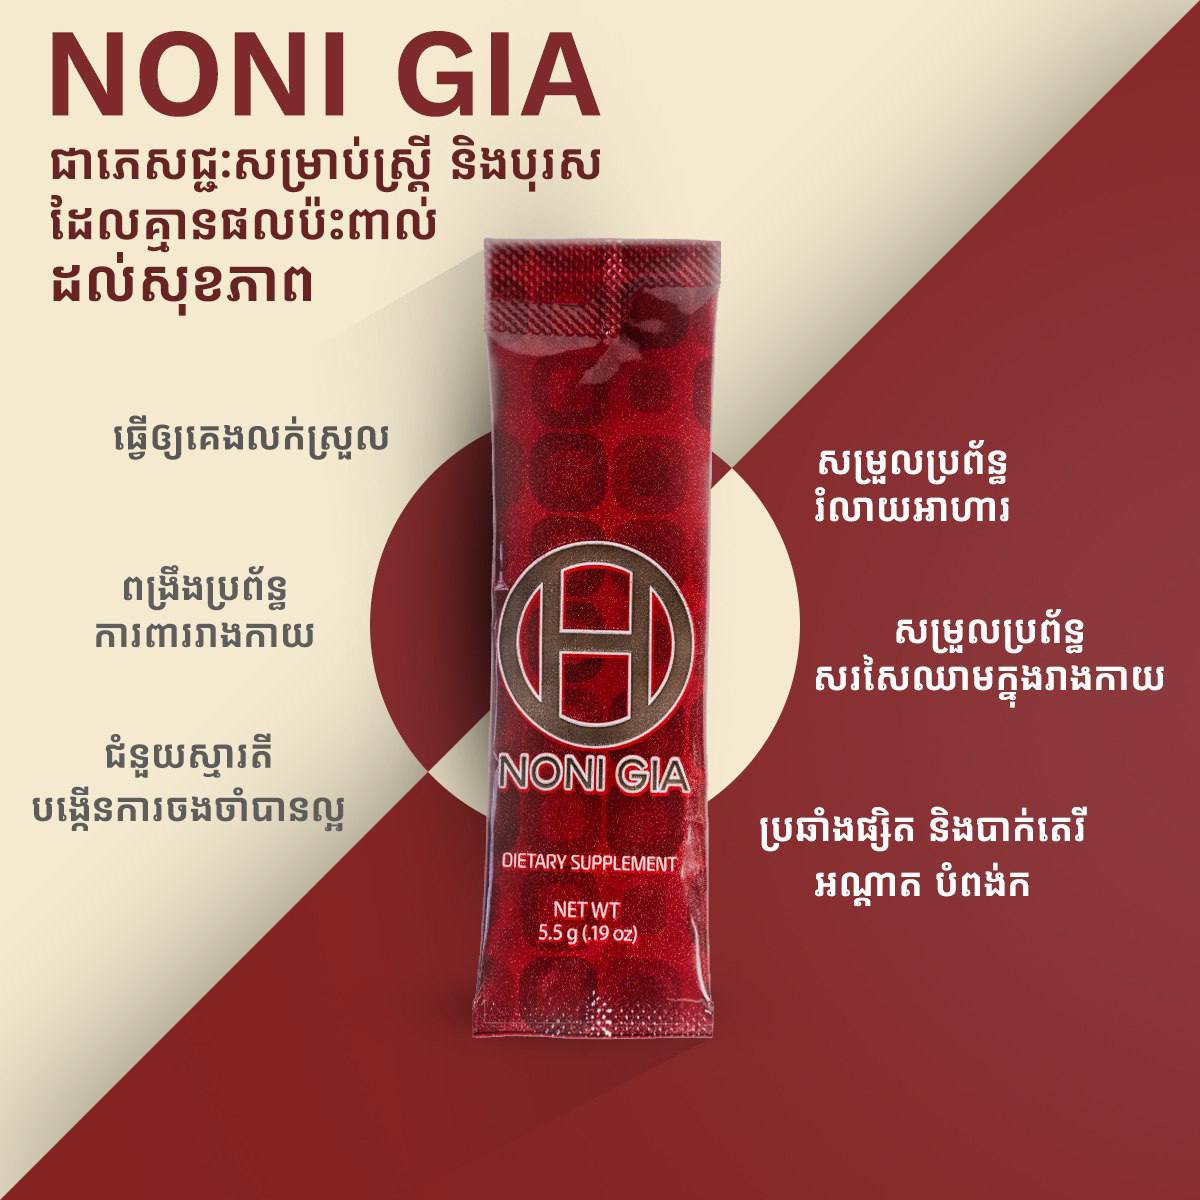 NONI GIA
ជាភេសជ្ជៈសម្រាប់ស្ត្រី និងបុរស
ដែលគ្មានផលប៉ះពាល់
ដល់សុខភាព
ធ្វើឲ្យគេងលក់ស្រួល
ពង្រឹងប្រព័ន្ធ
ការពាររាងកាយ
ជំនួយស្មារតី
បង្កើនការចងចាំបានល្អ
សម្រួលប្រព័ន្ធ
រំលាយអាហារ
សម្រួលប្រព័ន្ធ
សរសៃឈាមក្នុងរាងកាយ
ប្រឆាំងផ្សិត និងបាក់តេរី
អណ្តាត បំពង់ក
H
NONI GIA
DIETARY SUPPLEMENT
NET WT
5.5 g (.19 oz)